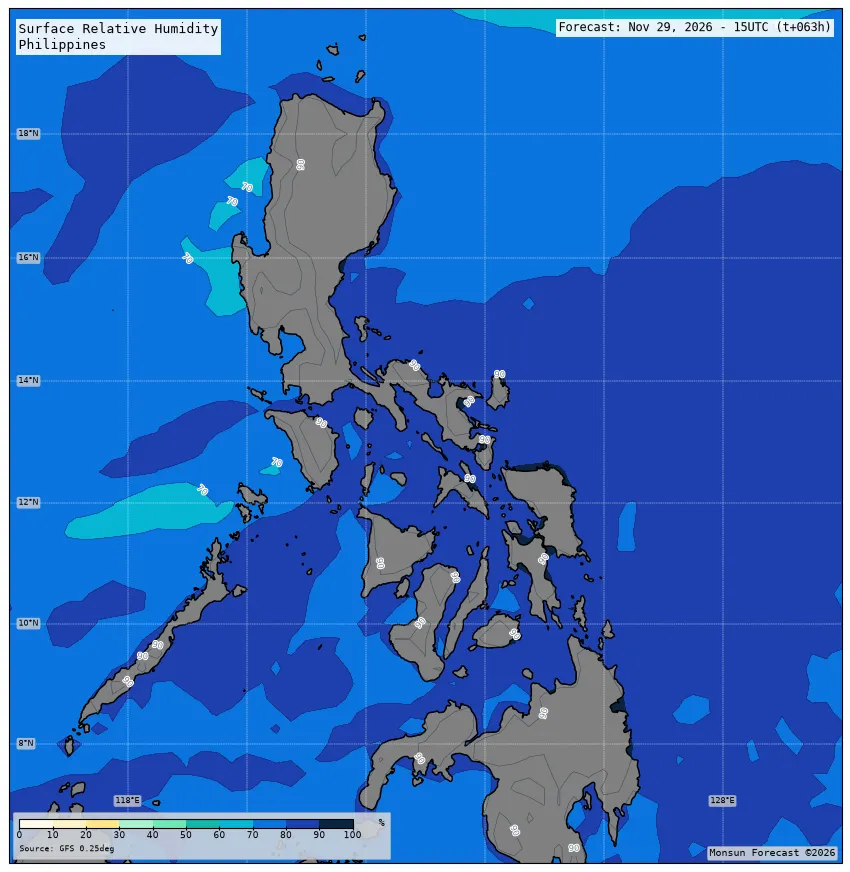 Surface Relative Humidity
Philippines
Forecast: Nov 29, 2026 - 15UTC (t+063h)
18°N
90
70
70
16°N
70
14°N
90
90
90
90
90
70
90
70
12°N
90
90
90
10°N
90
90
90
90
90
90
8°N
90
118°E
128°E
%
0 10 20 30 40 50 60 70 80 90 100
90
90
Source: GFS 0.25deg
Monsun Forecast ©2026